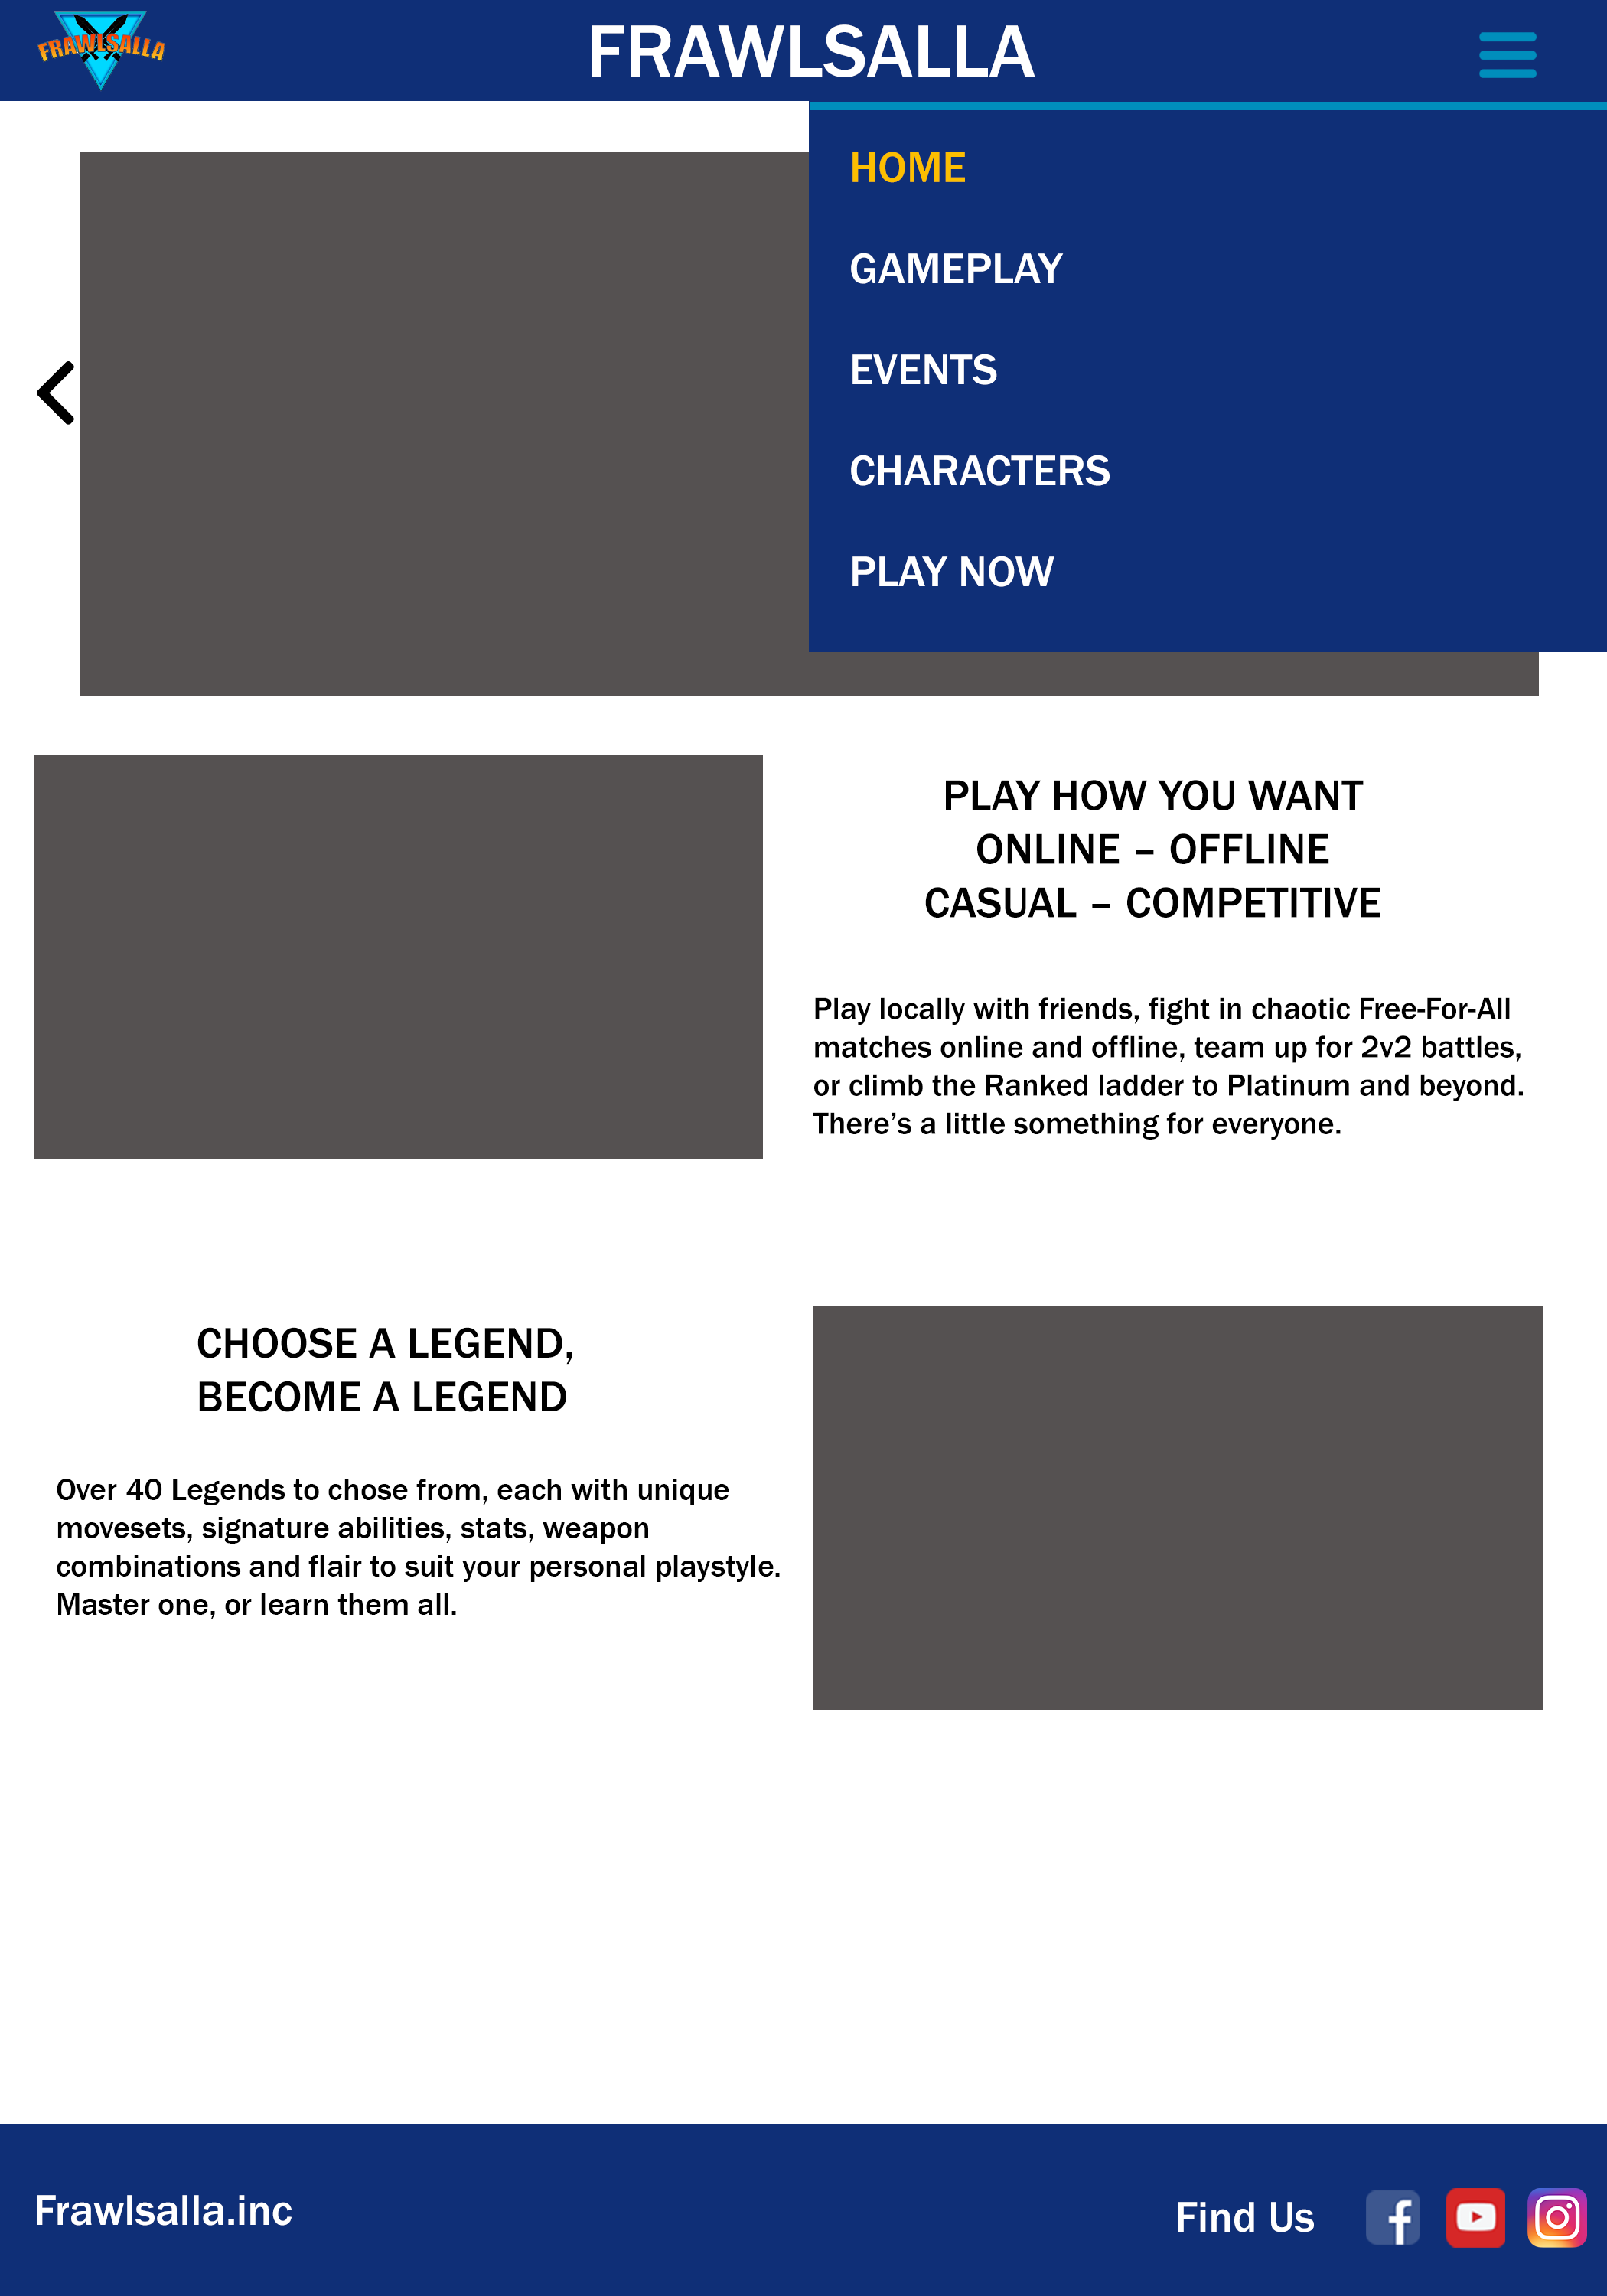 FRAWLSALLA
FRAWLSALLA
HOME
GAMEPLAY
EVENTS
CHARACTERS
PLAY NOW
PLAY HOW YOU WANT
ONLINE – OFFLINE
CASUAL – COMPETITIVE
Play locally with friends, fight in chaotic Free-For-All
matches online and offline, team up for 2v2 battles,
or climb the Ranked ladder to Platinum and beyond.
There’s a little something for everyone.
CHOOSE A LEGEND,
BECOME A LEGEND
Over 40 Legends to chose from, each with unique
movesets, signature abilities, stats, weapon
combinations and flair to suit your personal playstyle.
Master one, or learn them all.
Frawlsalla.inc
Find Us